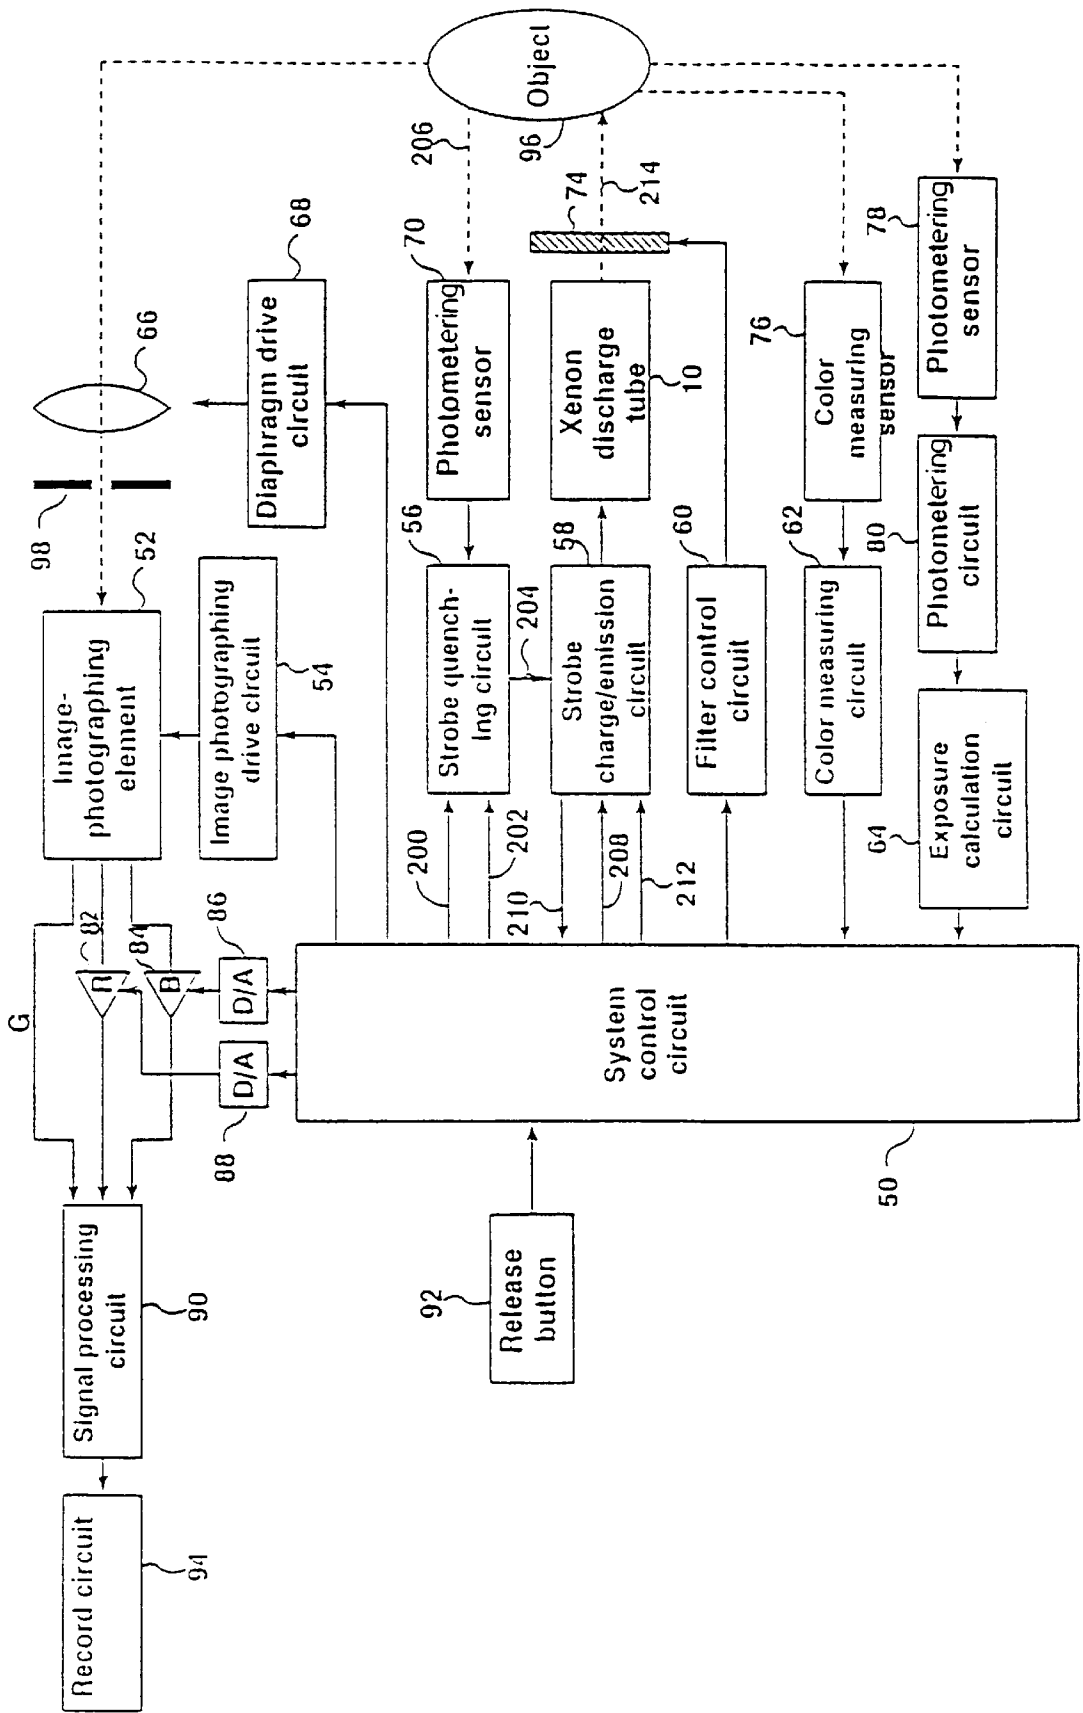 Object
96
206
214
74
70
Photometering
sensor
Xenon
discharge
tube
10
68
Diaphragm drive
circuit
66
98
52
Image-
photographing
element
54
Image photographing
drive circuit
56
Strobe quench-
ing circuit
204
58
Strobe
charge/emission
circuit
60
Filter control
circuit
76
Color
measuring
sensor
62
Color measuring
circuit
78
Photometering
sensor
80
Photometering
circuit
64
Exposure
calculation
circuit
200
202
210
208
212
G
82
R
84
B
86
D/A
D/A
88
System
control
circuit
50
92
Release
button
Signal processing
circuit
90
Record circuit
94